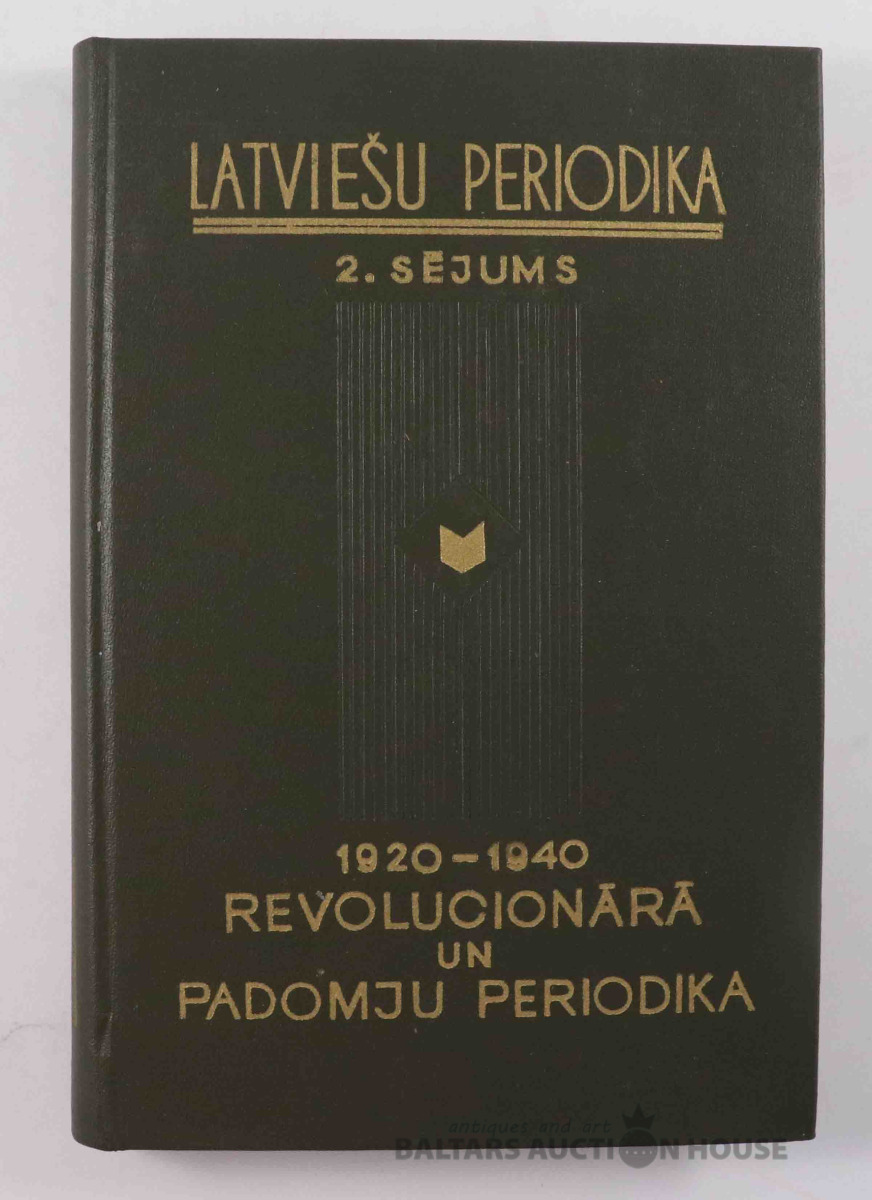 LATVIEŠU PERIODIKA
2. SĒJUMS
1920-1940
REVOLUCIONĀRĀ
UN
PADOMJU PERIODIKA
antiques and art
BALTARS AUCTION HOUSE